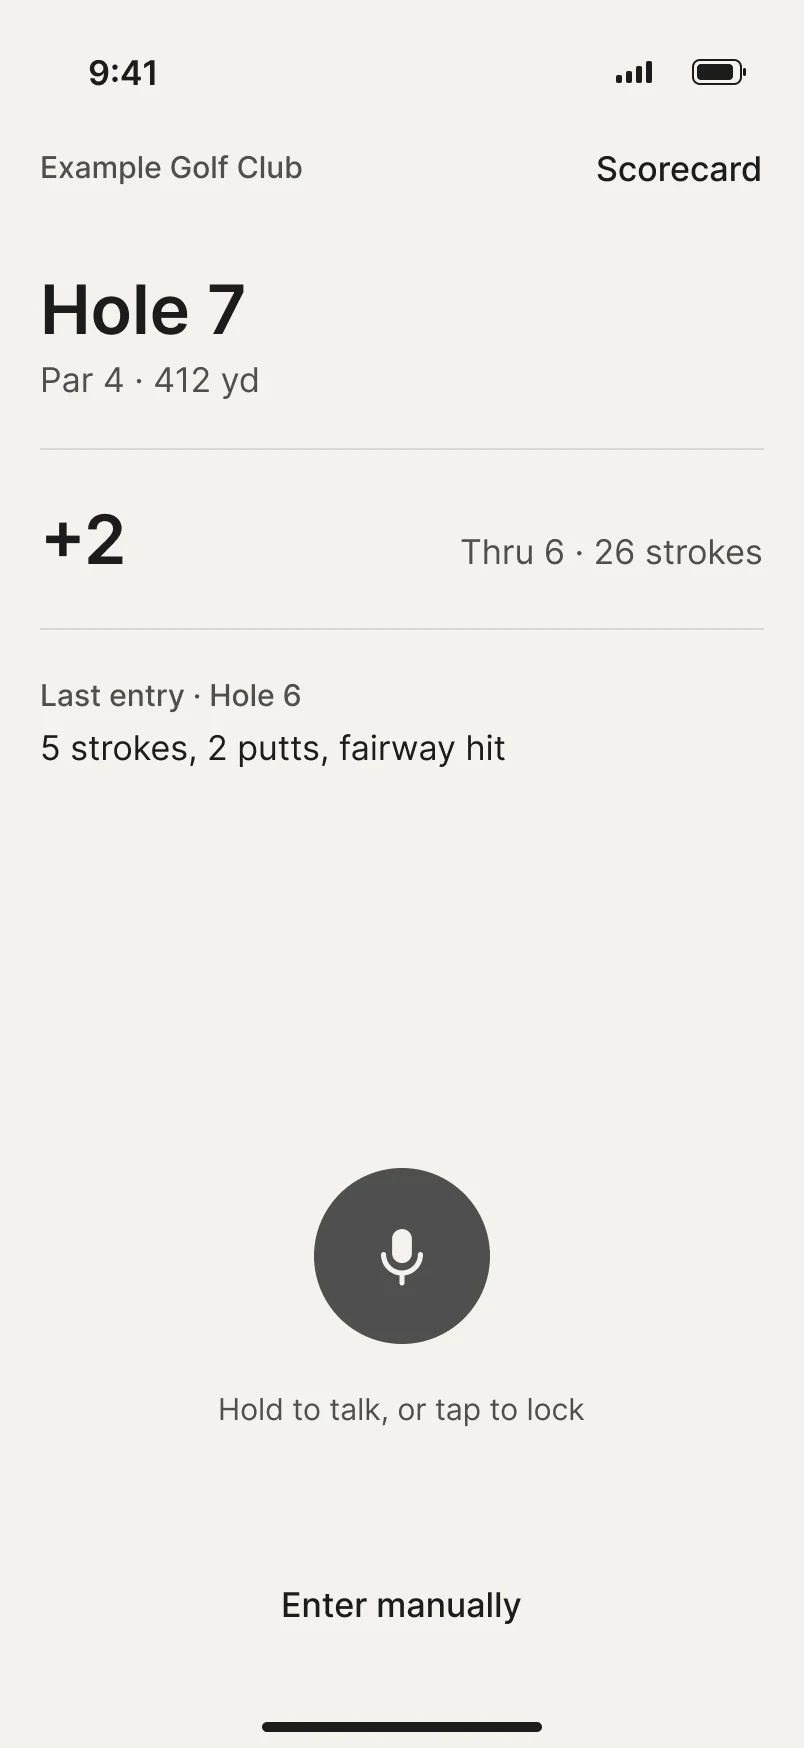 9:41
Example Golf Club
Scorecard
Hole 7
Par 4 · 412 yd
+2
Thru 6 · 26 strokes
Last entry · Hole 6
5 strokes, 2 putts, fairway hit
Hold to talk, or tap to lock
Enter manually